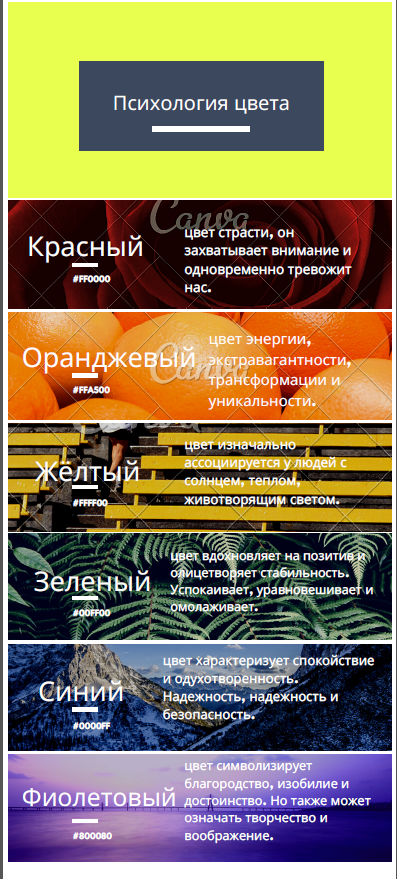 Психология цвета
Canva
Красный
#FF0000
цвет страсти, он
захватывает внимание и
одновременно тревожит
нас.
Оранджевый
#FFA500
Canva
цвет энергии,
экстравагантности,
трансформации и
уникальности.
Жёлтый
#FFFF00
цвет изначально
ассоциируется у людей с
солнцем, теплом,
животворящим светом.
Зеленый
#00FF00
цвет вдохновляет на позитив и
олицетворяет стабильность.
Успокаивает, уравновешивает и
омолаживает.
Синий
#0000FF
цвет характеризует спокойствие
и одухотворенность.
Надежность, надежность и
безопасность.
Фиолетовый
#800080
цвет символизирует
благородство, изобилие и
достоинство. Но также может
означать творчество и
воображение.